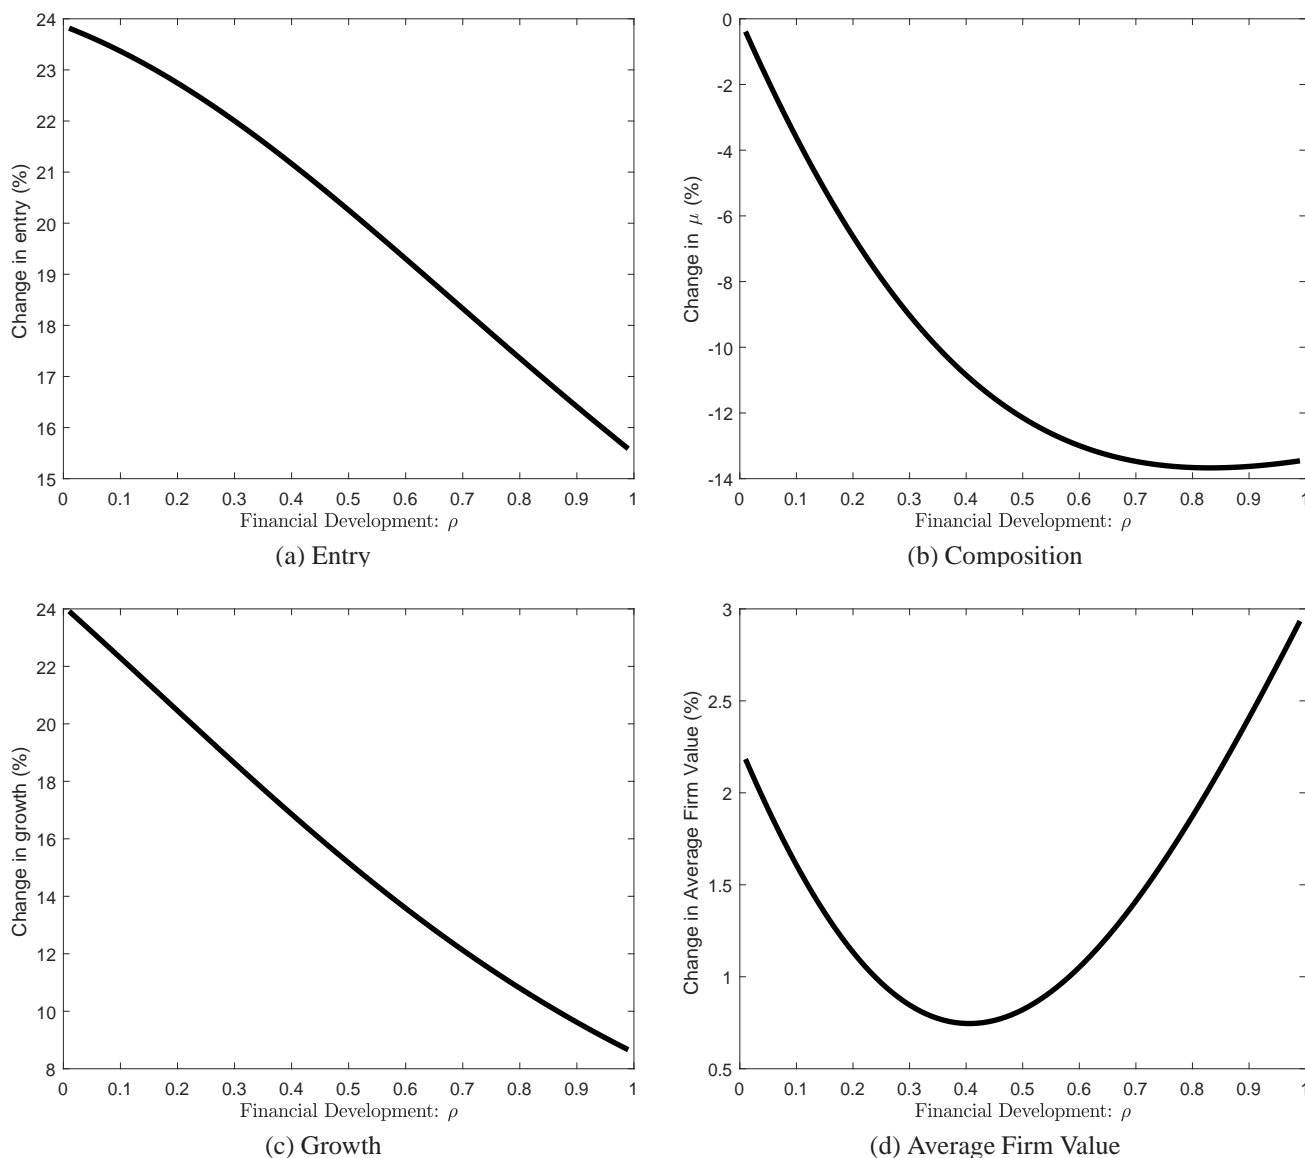 24
23
22
21
20
19
18
17
16
15
Change in entry (%)
0 0.1 0.2 0.3 0.4 0.5 0.6 0.7 0.8 0.9 1
Financial Development: ρ
(a) Entry
0
-2
-4
-6
-8
-10
-12
-14
Change in μ (%)
0 0.1 0.2 0.3 0.4 0.5 0.6 0.7 0.8 0.9 1
Financial Development: ρ
(b) Composition
24
22
20
18
16
14
12
10
8
Change in growth (%)
0 0.1 0.2 0.3 0.4 0.5 0.6 0.7 0.8 0.9 1
Financial Development: ρ
(c) Growth
3
2.5
2
1.5
1
0.5
Change in Average Firm Value (%)
0 0.1 0.2 0.3 0.4 0.5 0.6 0.7 0.8 0.9 1
Financial Development: ρ
(d) Average Firm Value